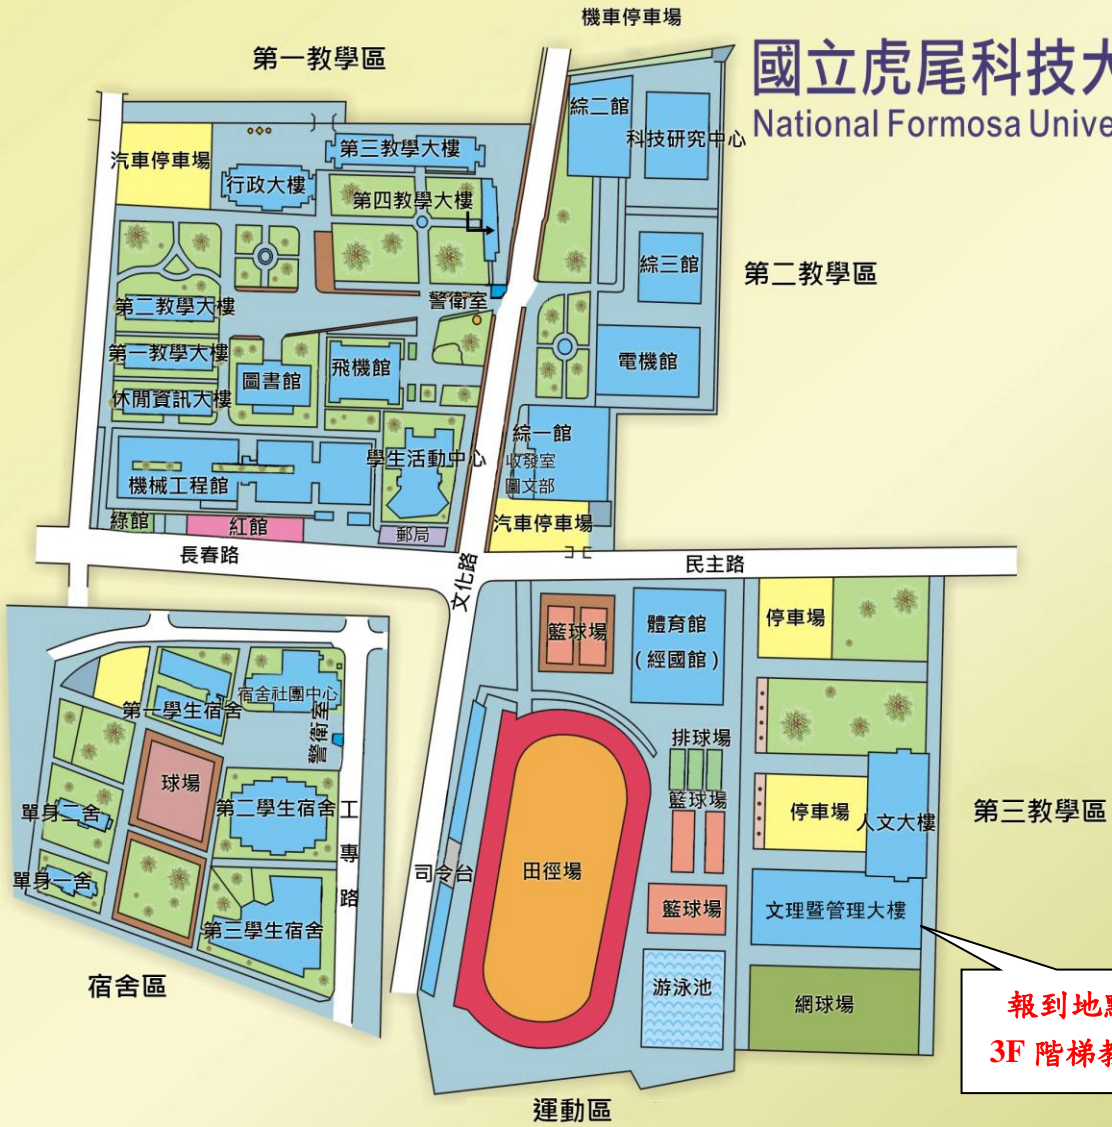 機車停車場
國立虎尾科技大
National Formosa Unive
第一教學區
綜二館
科技研究中心
汽車停車場
第三教學大樓
行政大樓
第四教學大樓
綜三館
第二教學區
警衛室
第二教學大樓
第一教學大樓
圖書館
飛機館
電機館
休閒資訊大樓
綜一館
收發室
圖文部
學生活動中心
機械工程館
綠館
紅館
郵局
汽車停車場
長春路
文化路
民主路
籃球場
體育館
(經國館)
停車場
宿舍社團中心
第一學生宿舍
警衛室
排球場
球場
籃球場
停車場
人文大樓
第三教學區
單身二舍
第二學生宿舍
工專路
單身一舍
司令台
田徑場
籃球場
文理暨管理大樓
第三學生宿舍
宿舍區
游泳池
網球場
報到地
3F 階梯
運動區